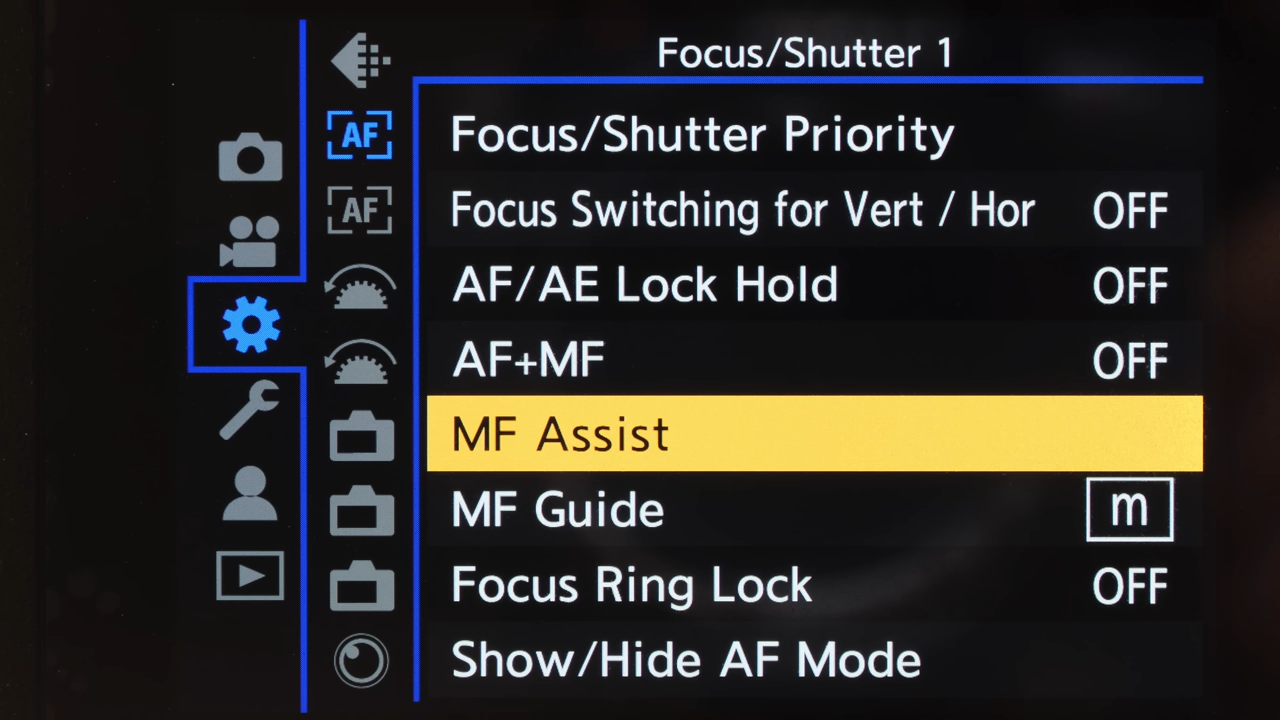 Focus/Shutter 1
AF
Focus/Shutter Priority
AF
Focus Switching for Vert / Hor OFF
AF/AE Lock Hold OFF
AF+MF OFF
MF Assist
MF Guide m
Focus Ring Lock OFF
Show/Hide AF Mode